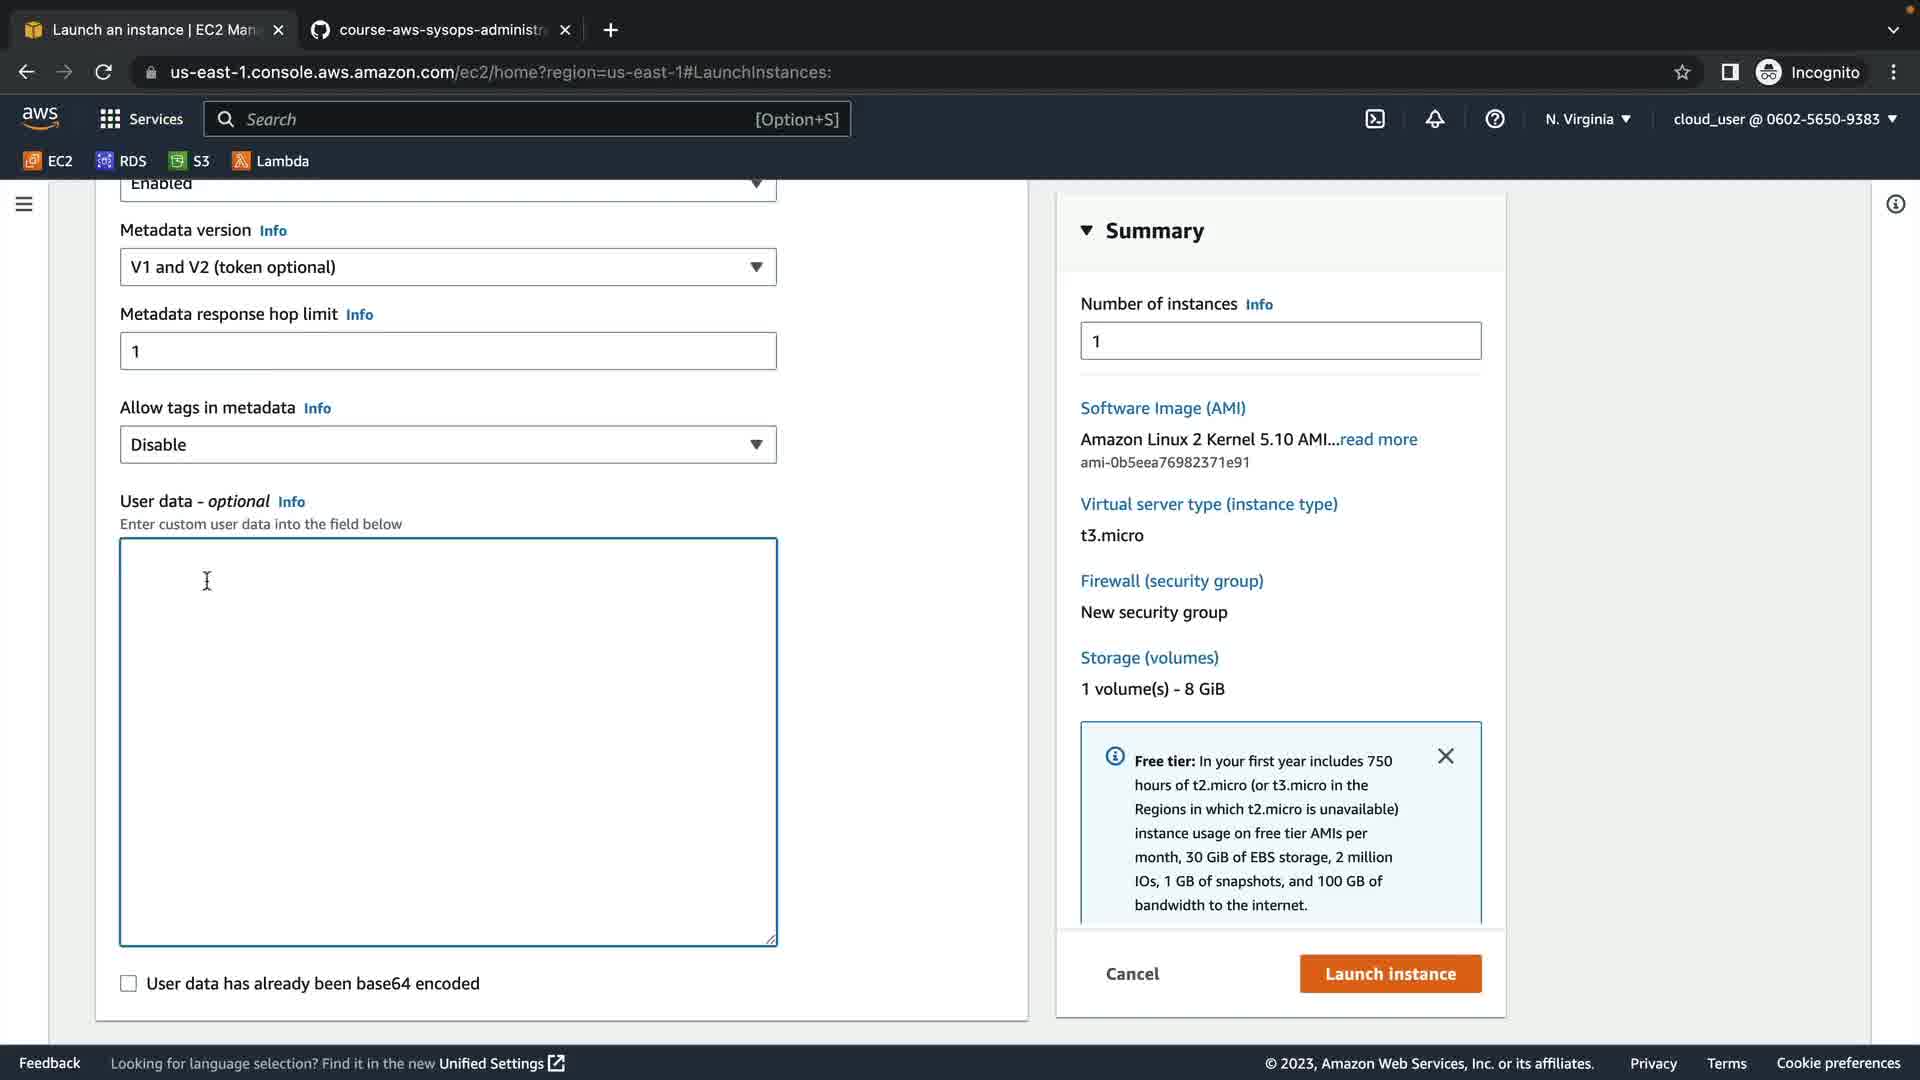 Launch an instance | EC2 Man
course-aws-sysops-administr
us-east-1.console.aws.amazon.com/ec2/home?region=us-east-1#LaunchInstances:
Incognito
aws
Services
Search
[Option+S]
N. Virginia
cloud_user @ 0602-5650-9383
EC2
RDS
S3
Lambda
Enabled
Metadata version Info
V1 and V2 (token optional)
Metadata response hop limit Info
1
Allow tags in metadata Info
Disable
User data - optional Info
Enter custom user data into the field below
User data has already been base64 encoded
Summary
Number of instances Info
1
Software Image (AMI)
Amazon Linux 2 Kernel 5.10 AMI...read more
ami-0b5eea76982371e91
Virtual server type (instance type)
t3.micro
Firewall (security group)
New security group
Storage (volumes)
1 volume(s) - 8 GiB
Free tier: In your first year includes 750
hours of t2.micro (or t3.micro in the
Regions in which t2.micro is unavailable)
instance usage on free tier AMIs per
month, 30 GiB of EBS storage, 2 million
IOs, 1 GB of snapshots, and 100 GB of
bandwidth to the internet.
Cancel
Launch instance
Feedback
Looking for language selection? Find it in the new Unified Settings
© 2023, Amazon Web Services, Inc. or its affiliates.
Privacy
Terms
Cookie preferences